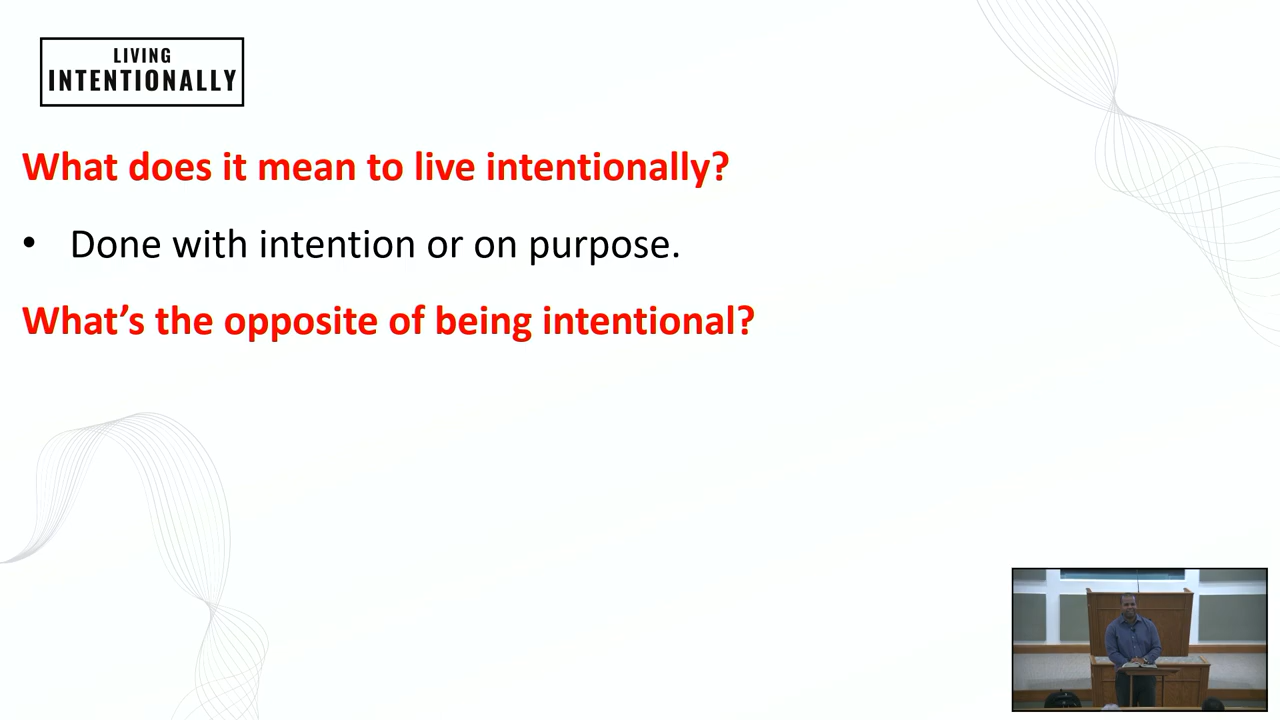 LIVING
INTENTIONALLY
What does it mean to live intentionally?
• Done with intention or on purpose.
What’s the opposite of being intentional?